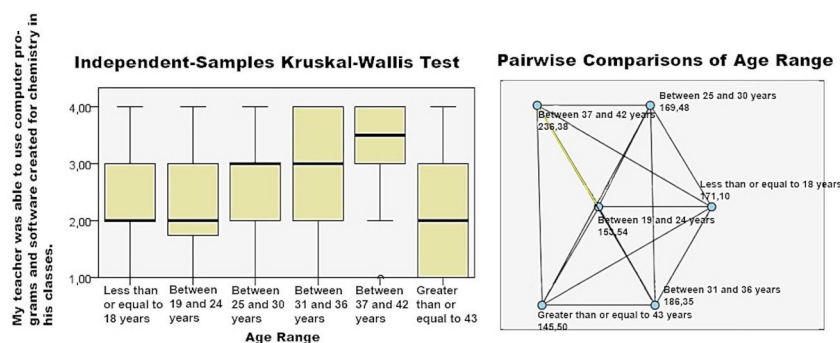 My teacher was able to use computer pro-
grams and software created for chemistry in
his classes.
Independent-Samples Kruskal-Wallis Test
4,00
3,00
2,00
1,00
Less than
or equal to
18 years
Between
19 and 24
years
Between
25 and 30
years
Between
31 and 36
years
Between
37 and 42
years
Greater
than or
equal to 43
Age Range
Pairwise Comparisons of Age Range
Between 25 and 30 years
169,48
Between 37 and 42 years
236,38
Less than or equal to 18 years
171,10
Between 19 and 24 years
153,54
Between 31 and 36 years
186,35
Greater than or equal to 43 years
145,50